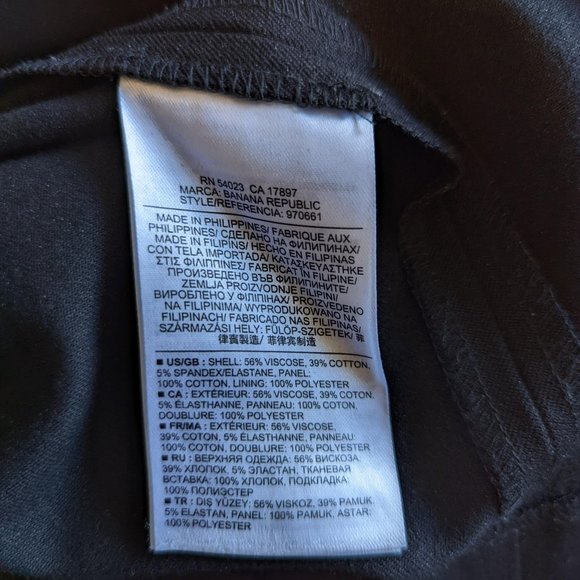 RN 54023 CA 17897
MARCA: BANANA REPUBLIC
STYLE/REFERENCIA: 970661
MADE IN PHILIPPINES/ FABRIQUE AUX
PHILIPPINES/ СДЕЛАНО НА ФИЛИПИНАХ/
MADE IN FILIPINS/ HECHO EN FILIPINAS
CON TELA IMPORTADA/ ΚΑΤΑΣΚΕΥΑΣΤΗΚΕ
ΣΤΙΣ ΦΙΛΙΠΠΙΝΕΣ/ FABBRICAT IN FILIPINE/
ПРОИЗВЕДЕНО ВЪВ ФИЛИПИНИТЕ/
ZEMLJA PROIZVODNJE FILIPINI/
ВИРОБЛЕНО У ФІЛІПІНАХ/ PROIZVEDENO
NA FILIPINIMA/ WYPRODUKOWANO NA
FILIPINACH/ FABRICADO NAS FILIPINAS/
SZÁRMAZÁSI HELY: FÜLÖP-SZIGETEK/ 菲
律賓製造/ 菲律宾制造
■ US/GB : SHELL: 56% VISCOSE, 39% COTTON,
5% SPANDEX/ELASTANE, PANEL:
100% COTTON, LINING: 100% POLYESTER
■ CA : EXTÉRIEUR: 56% VISCOSE, 39% COTON,
5% ÉLASTHANNE, PANNEAU: 100% COTON,
DOUBLURE: 100% POLYESTER
■ FR/MA : EXTÉRIEUR: 56% VISCOSE,
39% COTON, 5% ÉLASTHANNE, PANNEAU:
100% COTON, DOUBLURE: 100% POLYESTER
■ RU : ВЕРХНЯЯ ОДЕЖДА: 56% ВИСКОЗА,
39% ХЛОПОК, 5% ЭЛАСТАН, ТКАНЕВАЯ
ВСТАВКА: 100% ХЛОПОК, ПОДКЛАДКА:
100% ПОЛИЭСТЕР
■ TR : DIŞ YÜZEY: 56% VISKOZ, 39% PAMUK,
5% ELASTAN, PANEL: 100% PAMUK, ASTAR:
100% POLYESTER